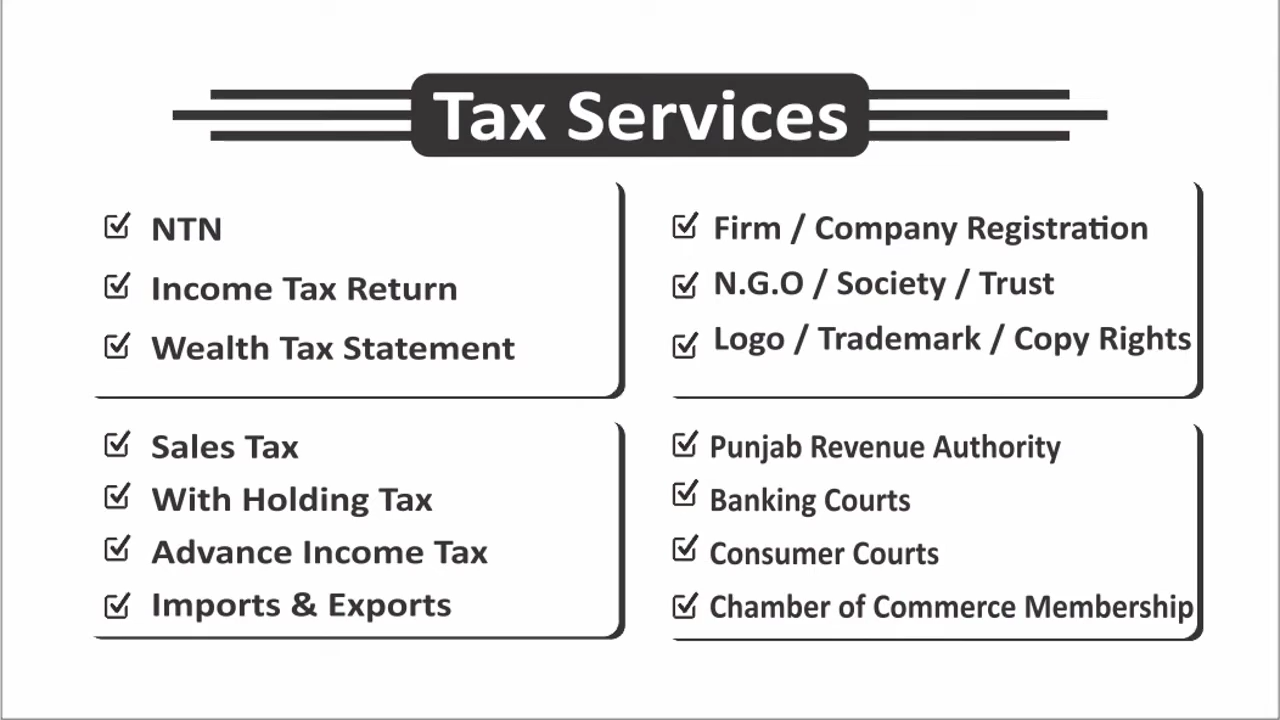 Tax Services
NTN
Income Tax Return
Wealth Tax Statement
Firm / Company Registration
N.G.O / Society / Trust
Logo / Trademark / Copy Rights
Sales Tax
With Holding Tax
Advance Income Tax
Imports & Exports
Punjab Revenue Authority
Banking Courts
Consumer Courts
Chamber of Commerce Membership